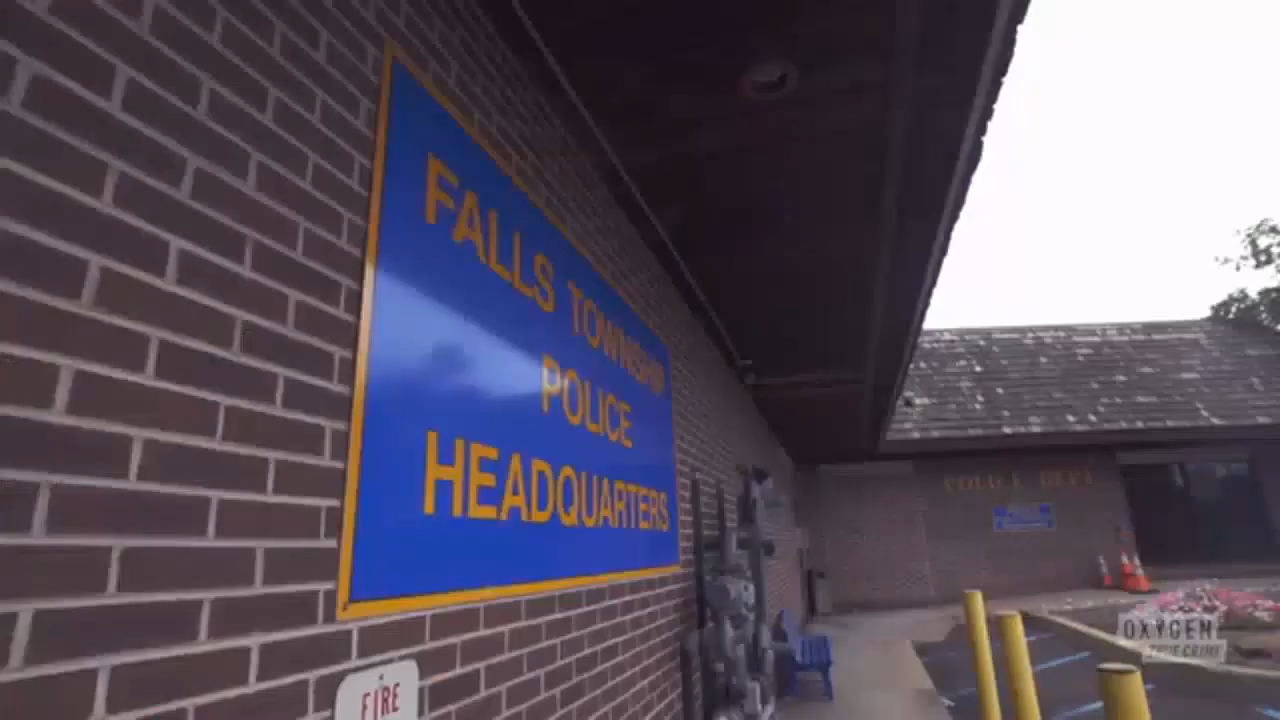 FALLS TOWNSHIP
POLICE
HEADQUARTERS
POLICE DEPT
FIRE
OXYGEN
TRUE CRIME